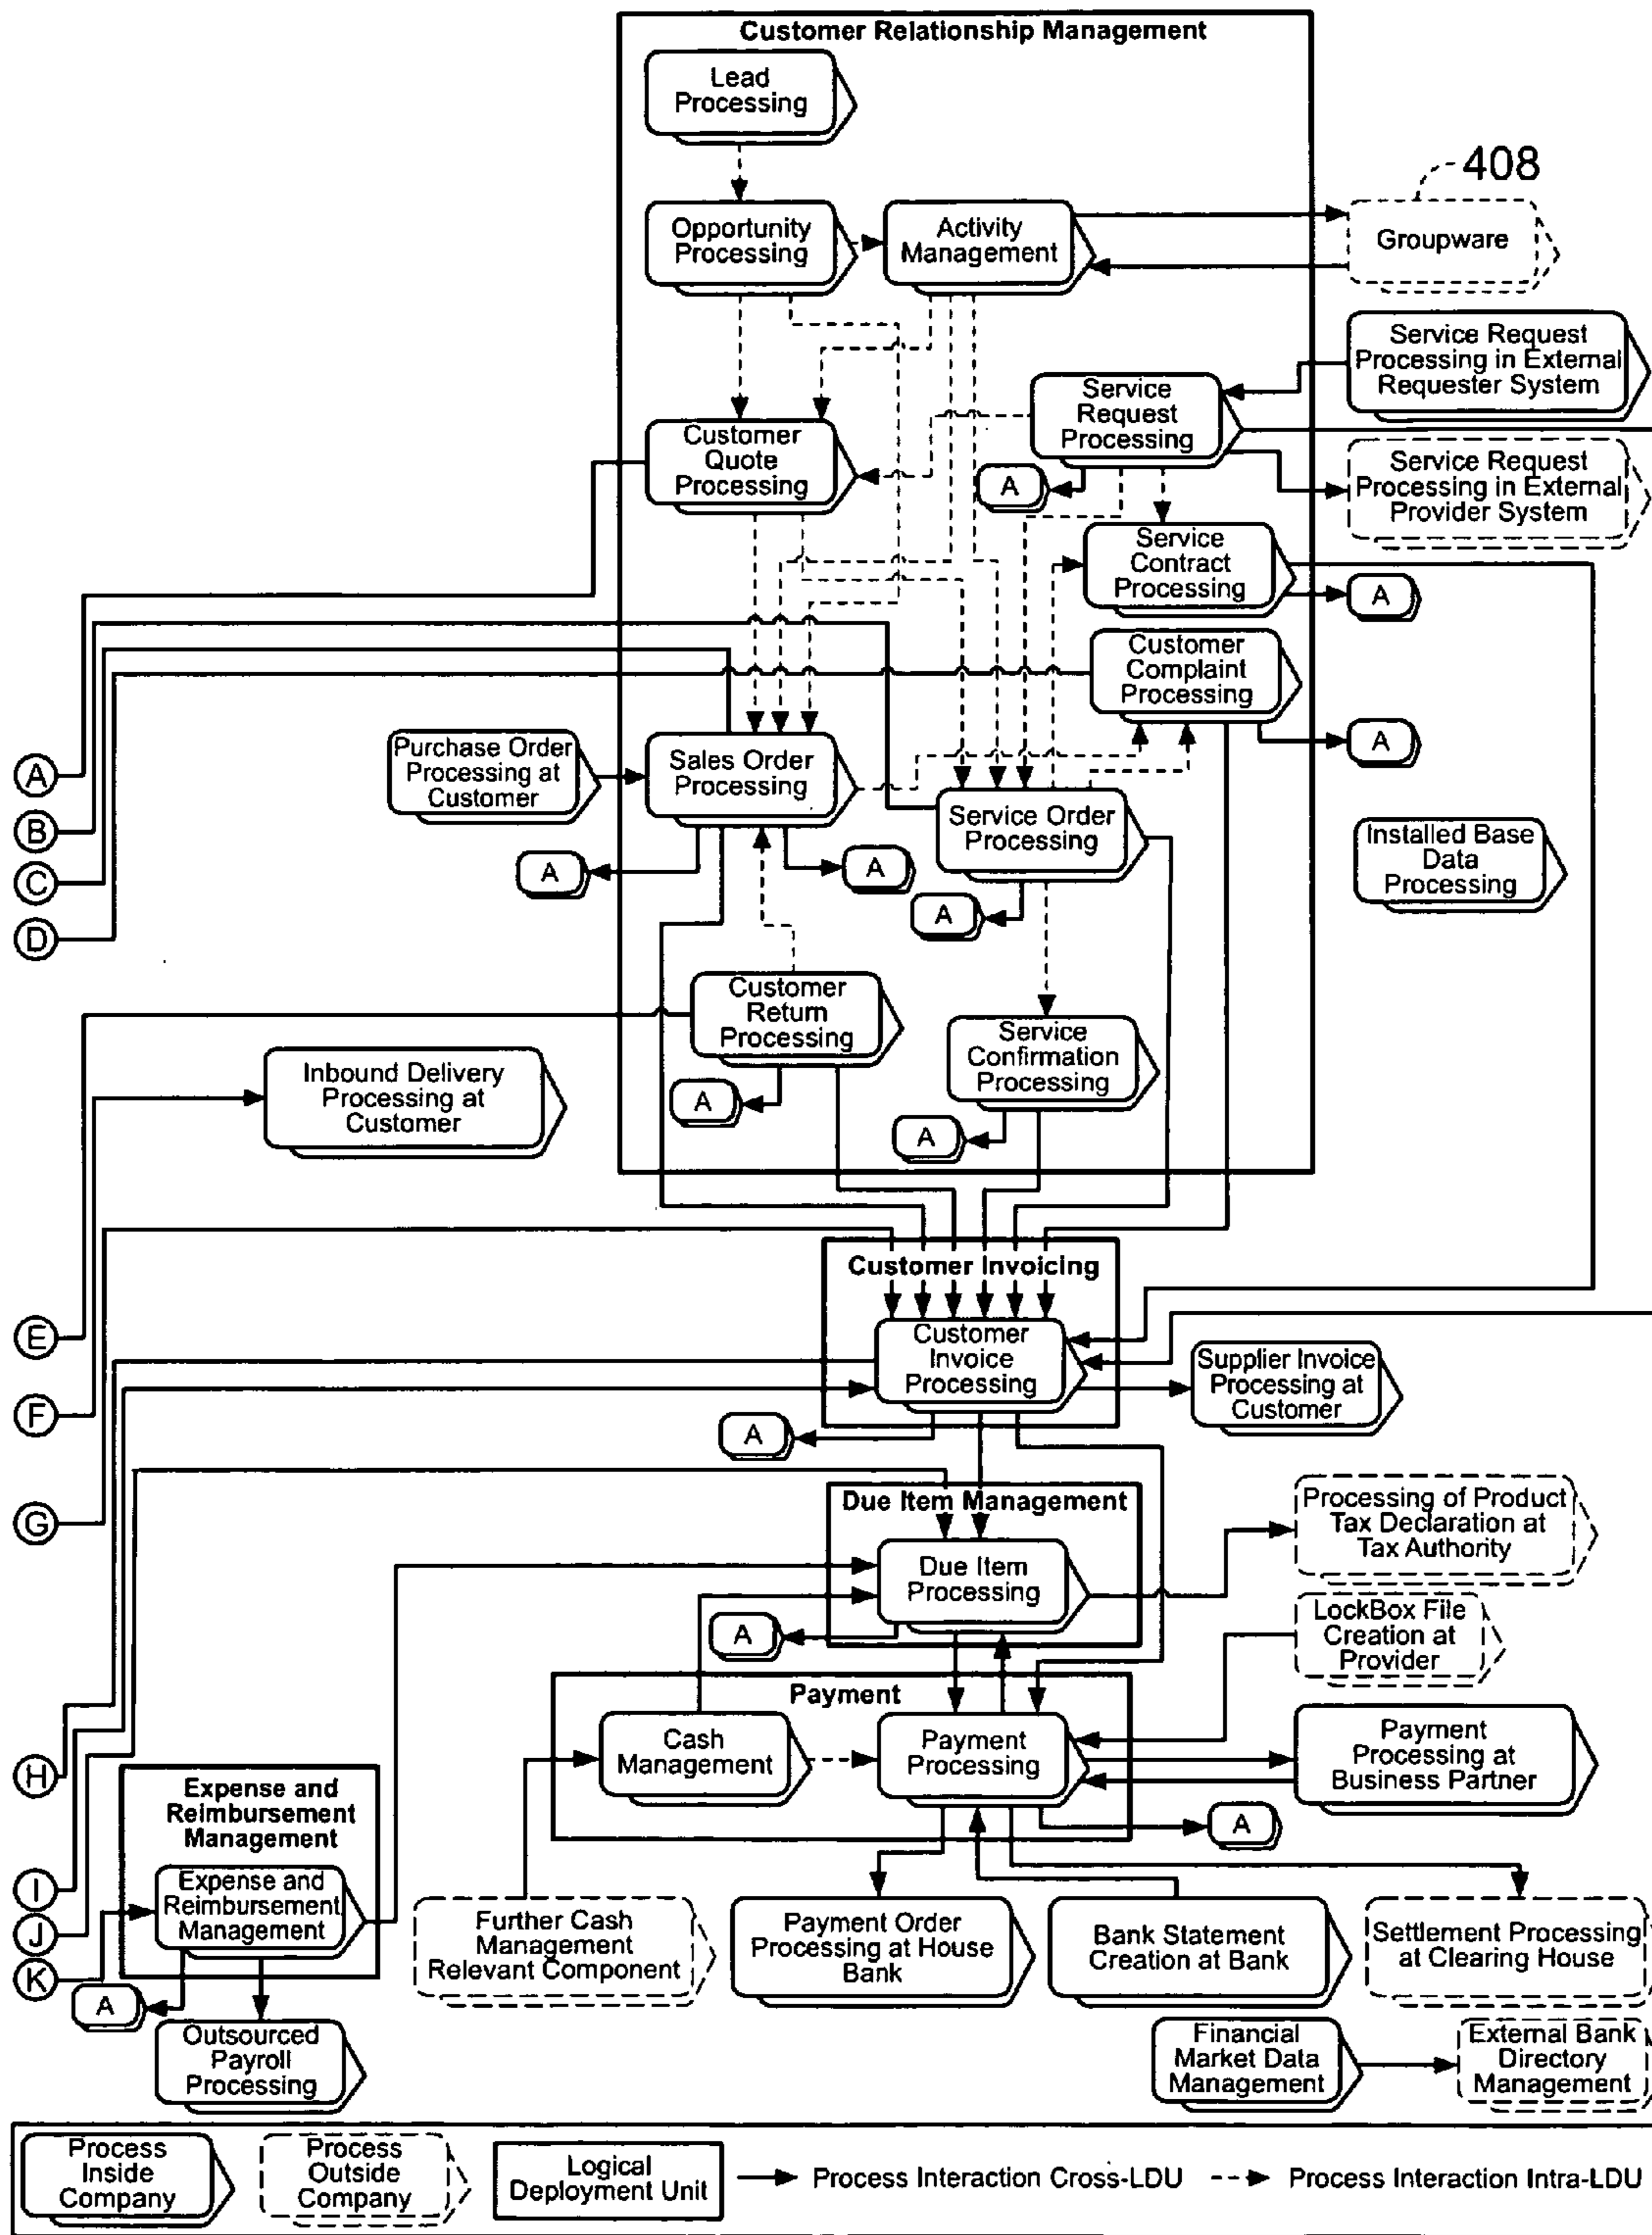 Customer Relationship Management
Lead
Processing
408
Opportunity
Processing
Activity
Management
Groupware
Service Request
Processing in External
Requester System
Service
Request
Processing
Customer
Quote
Processing
Service Request
Processing in External
Provider System
A
Service
Contract
Processing
A
Customer
Complaint
Processing
A
Purchase Order
Processing at
Customer
Sales Order
Processing
Service Order
Processing
A
B
C
D
A
A
A
Installed Base
Data
Processing
Customer
Return
Processing
Service
Confirmation
Processing
Inbound Delivery
Processing at
Customer
A
A
Customer Invoicing
E
Customer
Invoice
Processing
Supplier Invoice
Processing at
Customer
F
A
G
Due Item Management
Processing of Product
Tax Declaration at
Tax Authority
Due Item
Processing
LockBox File
Creation at
Provider
A
Payment
Cash
Management
Payment
Processing
Payment
Processing at
Business Partner
H
Expense and
Reimbursement
Management
A
I
J
K
Expense and
Reimbursement
Management
Further Cash
Management
Relevant Component
Payment Order
Processing at House
Bank
Bank Statement
Creation at Bank
Settlement Processing
at Clearing House
A
Outsourced
Payroll
Processing
Financial
Market Data
Management
External Bank
Directory
Management
Process
Inside
Company
Process
Outside
Company
Logical
Deployment Unit
Process Interaction Cross-LDU
Process Interaction Intra-LDU